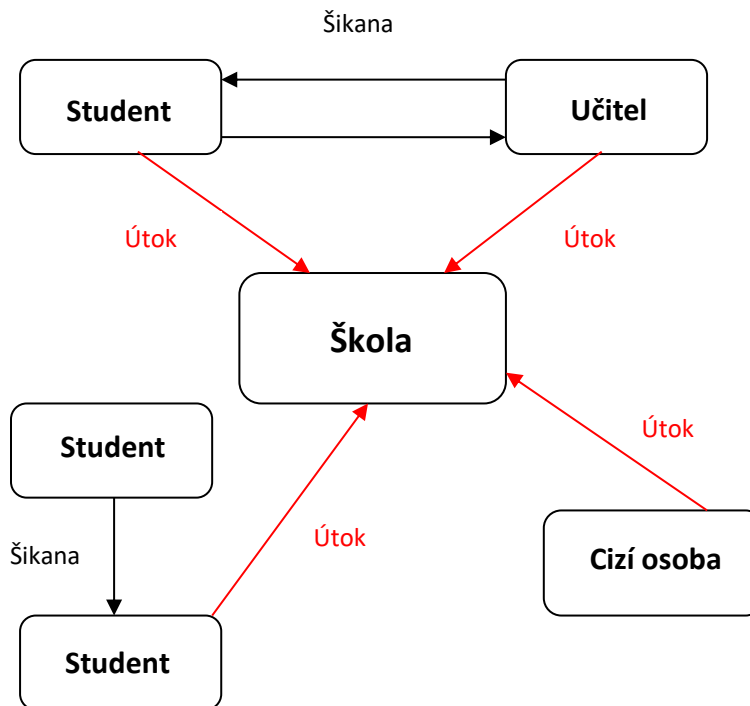 Šikana
Student
Učitel
Útok
Útok
Škola
Student
Útok
Šikana
Útok
Cizí osoba
Student